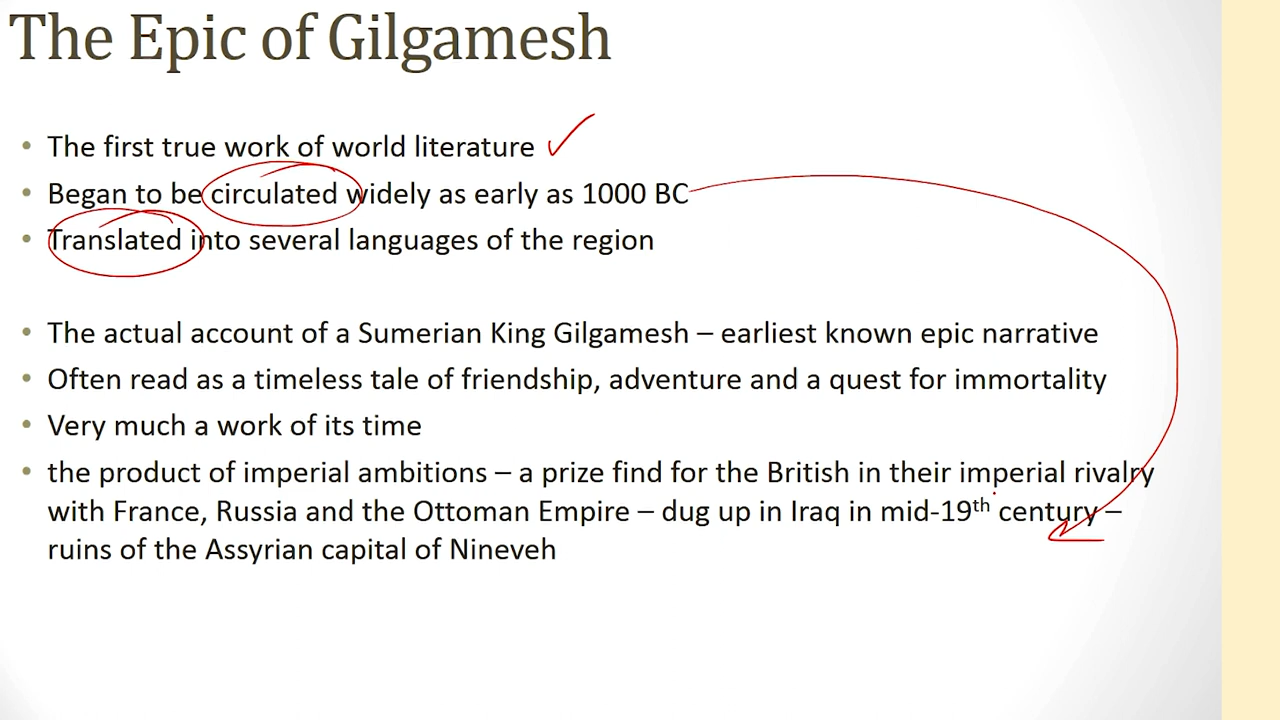 The Epic of Gilgamesh
• The first true work of world literature
• Began to be circulated widely as early as 1000 BC
• Translated into several languages of the region
• The actual account of a Sumerian King Gilgamesh – earliest known epic narrative
• Often read as a timeless tale of friendship, adventure and a quest for immortality
• Very much a work of its time
• the product of imperial ambitions – a prize find for the British in their imperial rivalry
with France, Russia and the Ottoman Empire – dug up in Iraq in mid-19th century –
ruins of the Assyrian capital of Nineveh